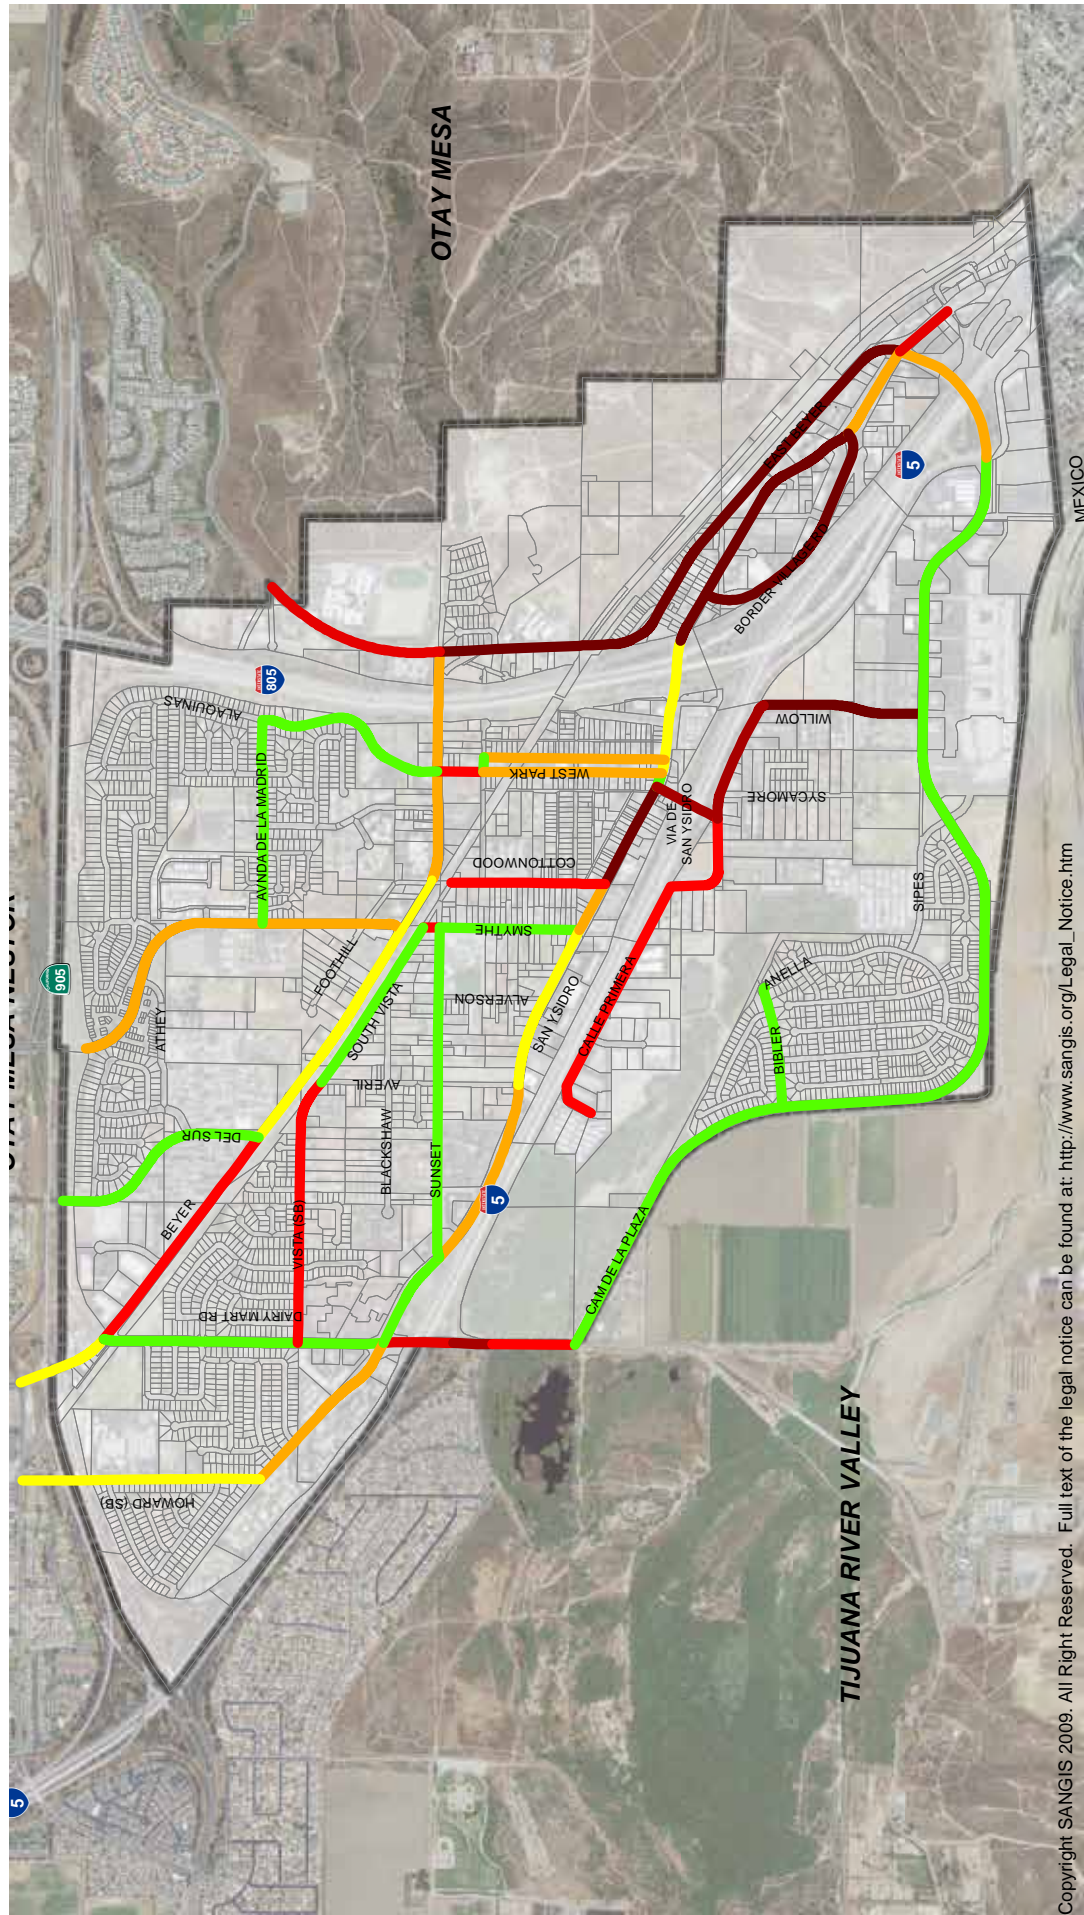 OTAY MESA
905
805
ALAQUINAS
AVNDA DE LA MADRID
ATHEY
FOOTHILL
DEL SUR
BEYER
SOUTH VISTA
AVERIL
BLACKSHAW
SUNSET
ALVERSON
SMYTHE
COTTONWOOD
WEST PARK
VISTA (SB)
DAIRY MART RD
HOWARD (SB)
SAN YSIDRO
CALLE PRIMERA
VIA DE
SAN YSIDRO
EAST BEYER
BORDER VILLAGE RD
5
WILLOW
SYCAMORE
SIPES
ANELLA
BIBLER
5
CAM DE LA PLAZA
MEXICO
5
TIJUANA RIVER VALLEY
Copyright SANGIS 2009. All Right Reserved. Full text of the legal notice can be found at: http://www.sangis.org/Legal_Notice.htm